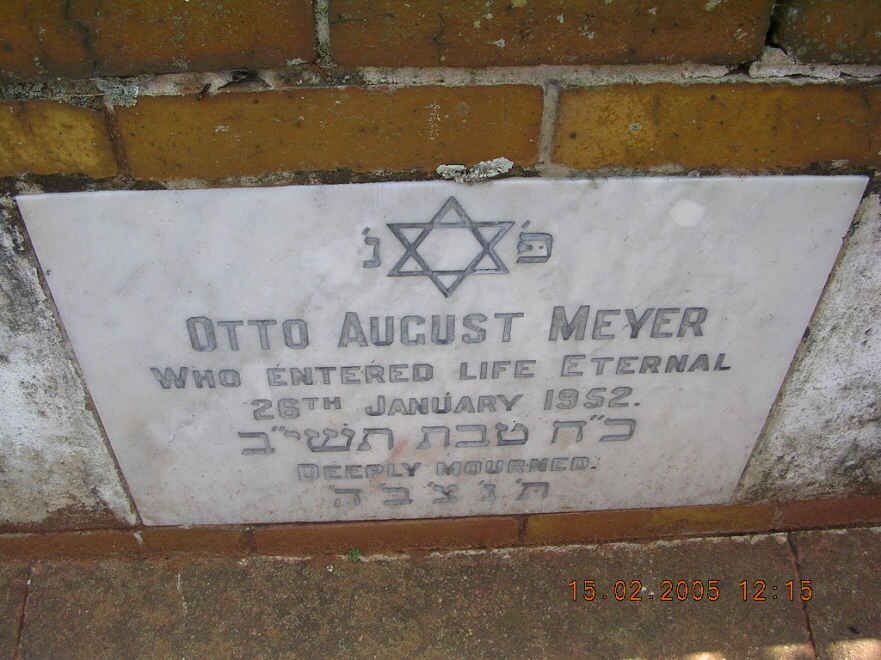 פ׳ נ׳
OTTO AUGUST MEYER
WHO ENTERED LIFE ETERNAL
26TH JANUARY 1952.
כ״ח טבת תשי״ב
DEEPLY MOURNED.
ת נ צ ב ה
15.02.2005 12:15